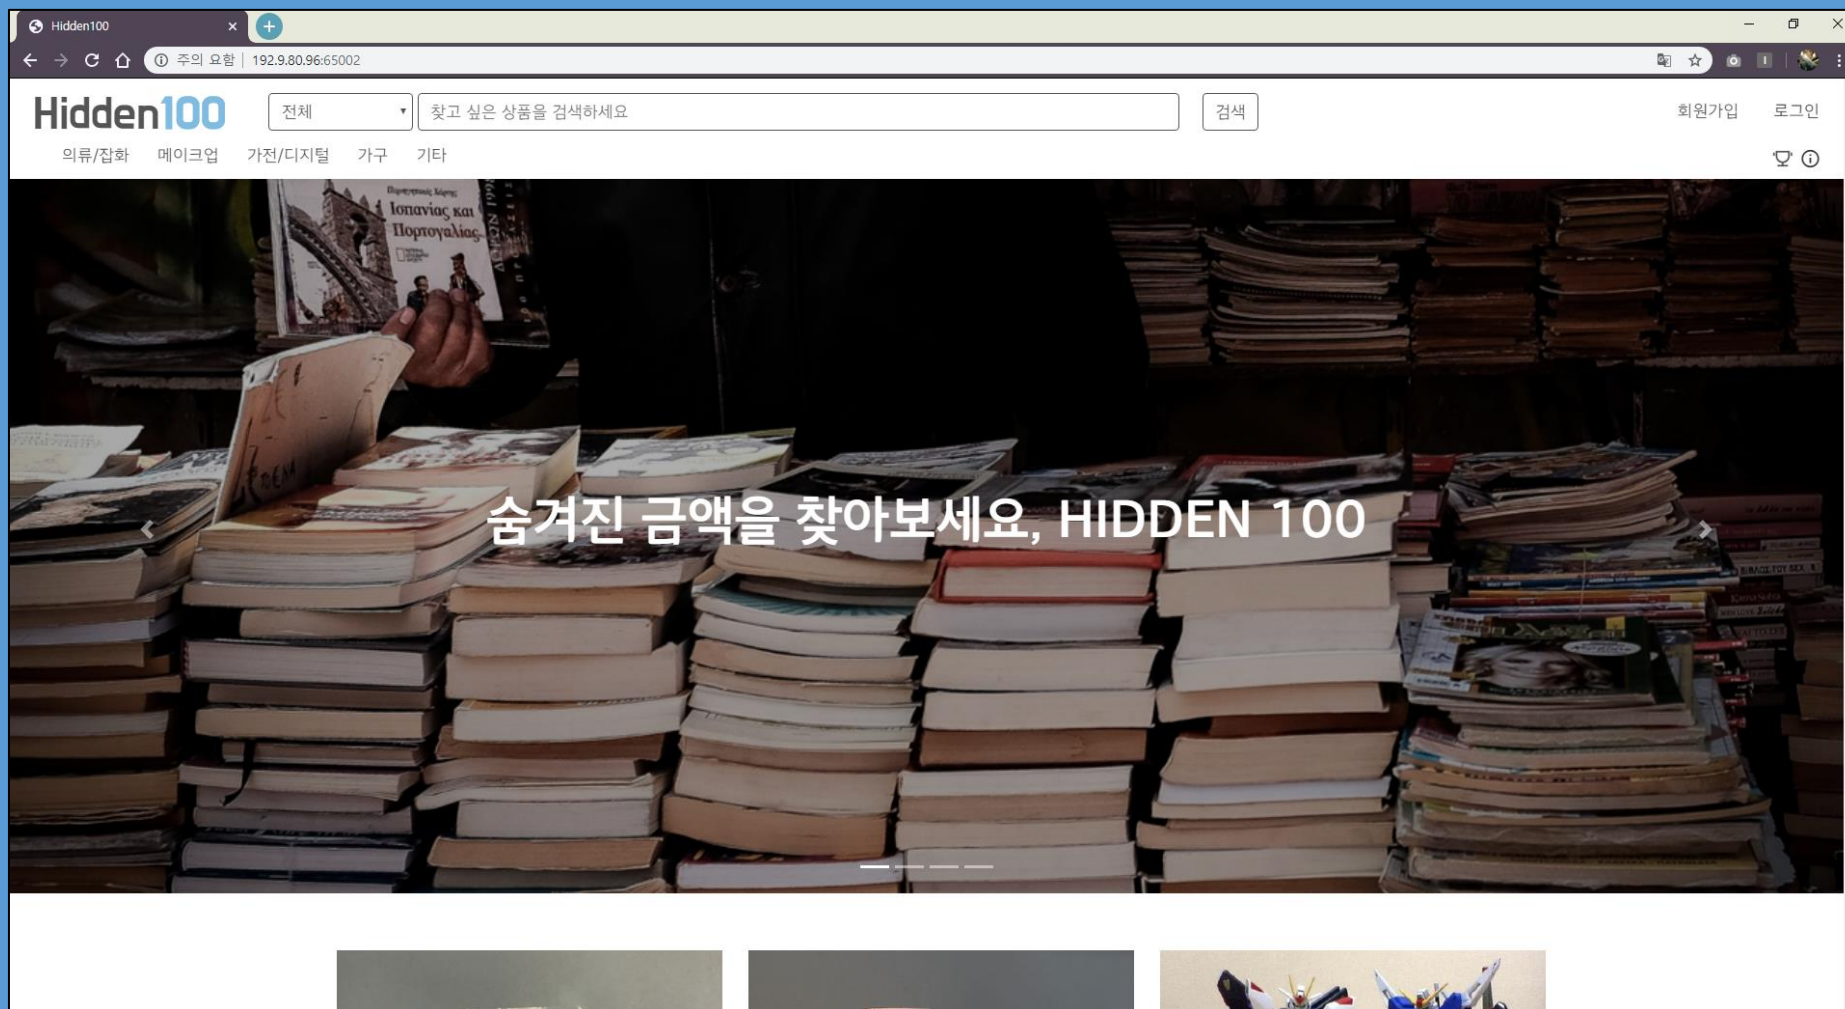 Hidden100
주의 요함 | 192.9.80.96:65002
Hidden100 전체 찾고 싶은 상품을 검색하세요 검색 회원가입 로그인
의류/잡화 메이크업 가전/디지털 가구 기타
Ισπανίας και
Πορτογαλίας
숨겨진 금액을 찾아보세요, HIDDEN 100